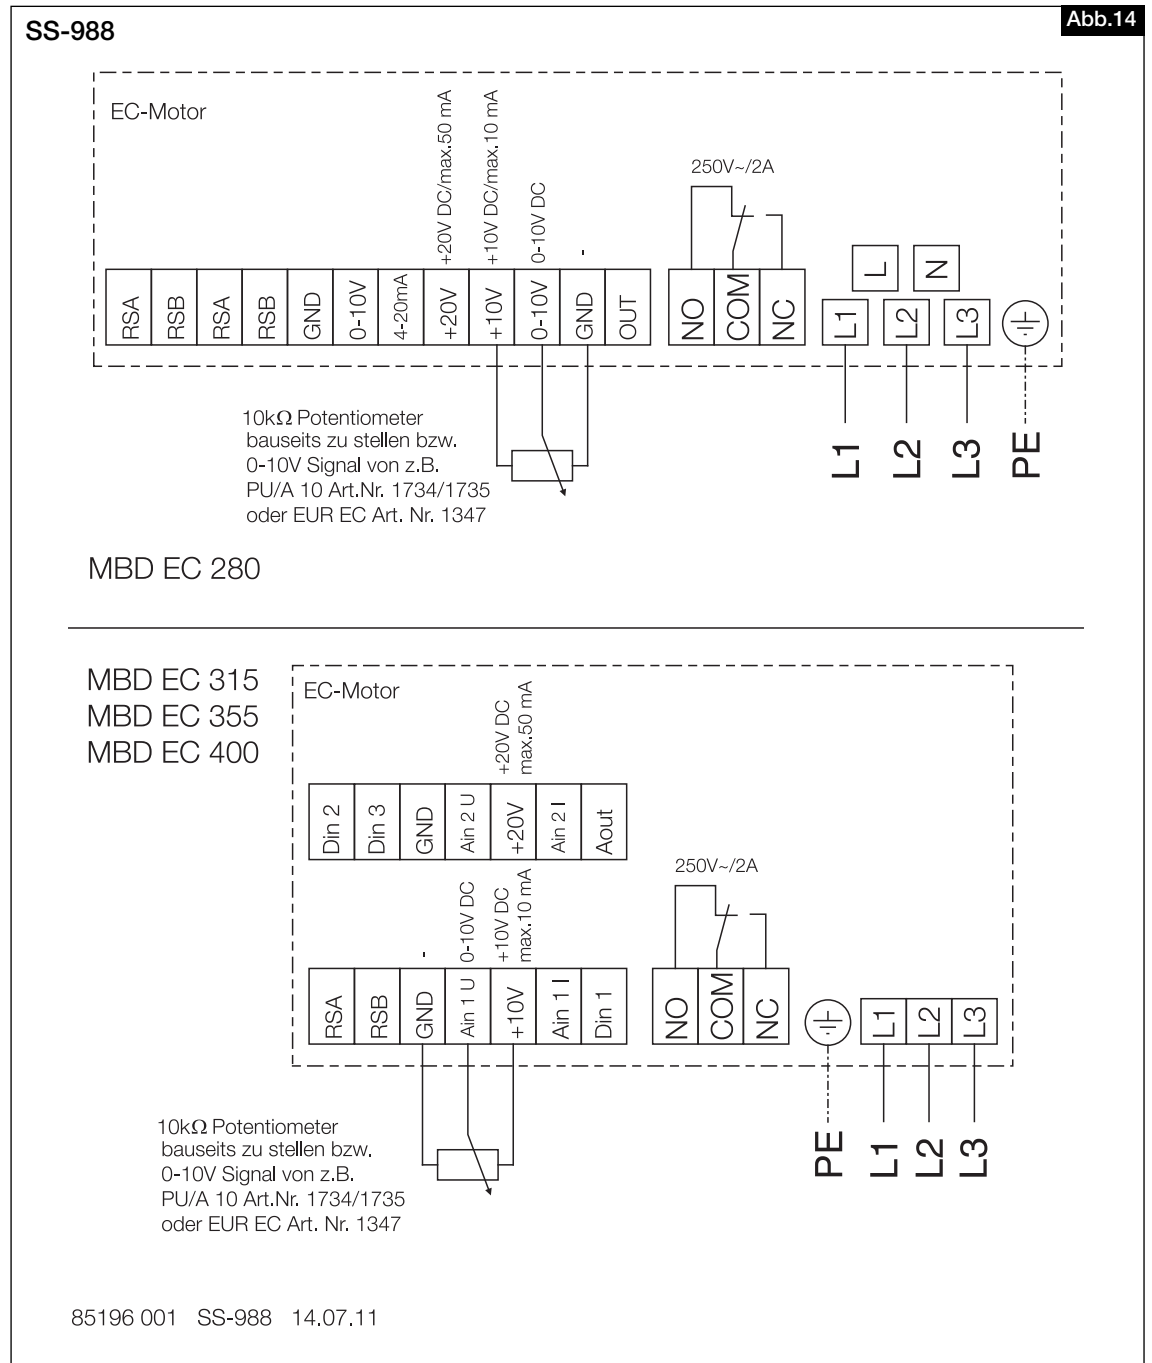 SS-988
Abb.14
EC-Motor
+20V DC/max.50 mA
+10V DC/max.10 mA
0-10V DC
-
250V~/2A
L N
RSA RSB RSA RSB GND 0-10V 4-20mA +20V +10V 0-10V GND OUT
NO COM NC
L1 L2 L3
10kΩ Potentiometer
bauseits zu stellen bzw.
0-10V Signal von z.B.
PU/A 10 Art.Nr. 1734/1735
oder EUR EC Art. Nr. 1347
L1 L2 L3 PE
MBD EC 280
MBD EC 315
MBD EC 355
MBD EC 400
EC-Motor
+20V DC
max.50 mA
Din 2 Din 3 GND Ain 2 U +20V Ain 2 I Aout
-
0-10V DC
+10V DC
max.10 mA
250V~/2A
RSA RSB GND Ain 1 U +10V Ain 1 I Din 1
NO COM NC
L1 L2 L3
10kΩ Potentiometer
bauseits zu stellen bzw.
0-10V Signal von z.B.
PU/A 10 Art.Nr. 1734/1735
oder EUR EC Art. Nr. 1347
PE L1 L2 L3
85196 001 SS-988 14.07.11